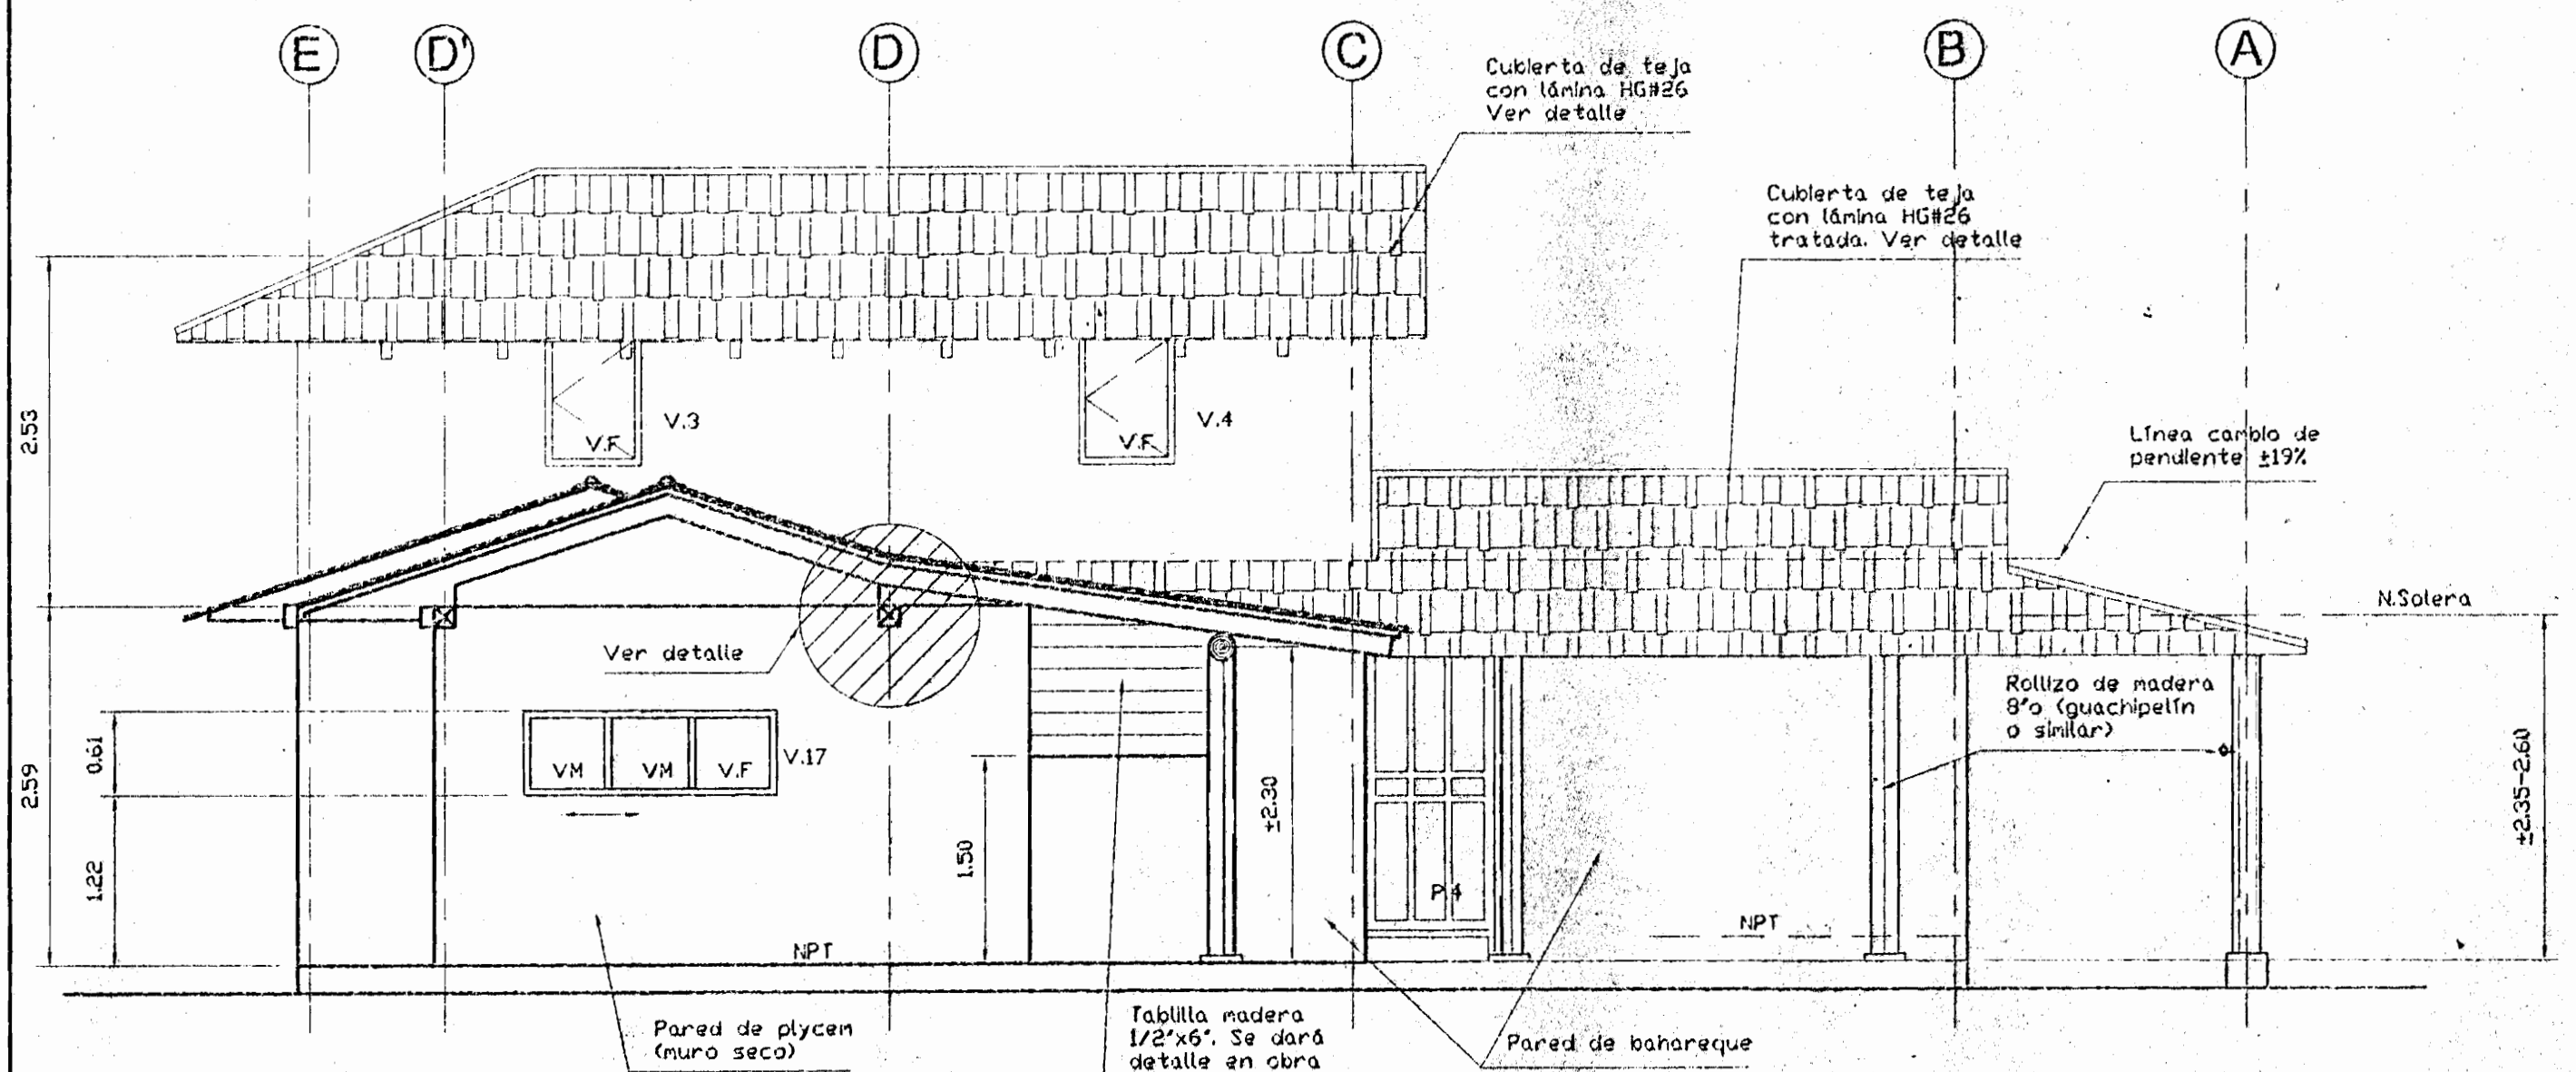 E
D'
D
C
B
A
Cubierta de teja
con lámina HG#26
Ver detalle
Cubierta de teja
con lámina HG#26
tratada. Ver detalle
Línea cambio de
pendiente ±19%
N.Solera
2.53
V.3
V.F
V.4
V.F
Ver detalle
Rollizo de madera
8"o (guachipelín
o similar)
2.59
0.61
1.22
VM
VM
V.F
V.17
1.50
±2.30
P.4
±2.35-2.60
NPT
NPT
Pared de plycem
(muro seco)
Tablilla madera
1/2"x6". Se dará
detalle en obra
Pared de bahareque